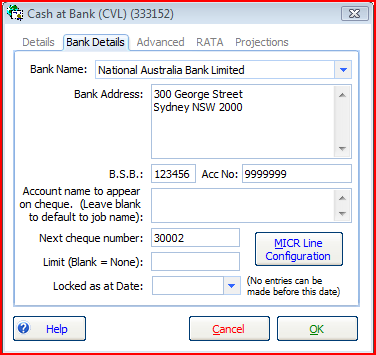 Cash at Bank (CVL) (333152)
Details Bank Details Advanced RATA Projections
Bank Name: National Australia Bank Limited
Bank Address: 300 George Street
Sydney NSW 2000
B.S.B.: 123456 Acc No: 9999999
Account name to appear
on cheque. (Leave blank
to default to job name):
Next cheque number: 30002
MICR Line
Configuration
Limit (Blank = None):
Locked as at Date: (No entries can be
made before this date)
Help Cancel OK